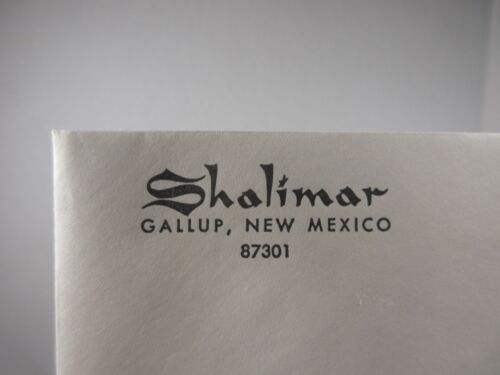 Shalimar
GALLUP, NEW MEXICO
87301